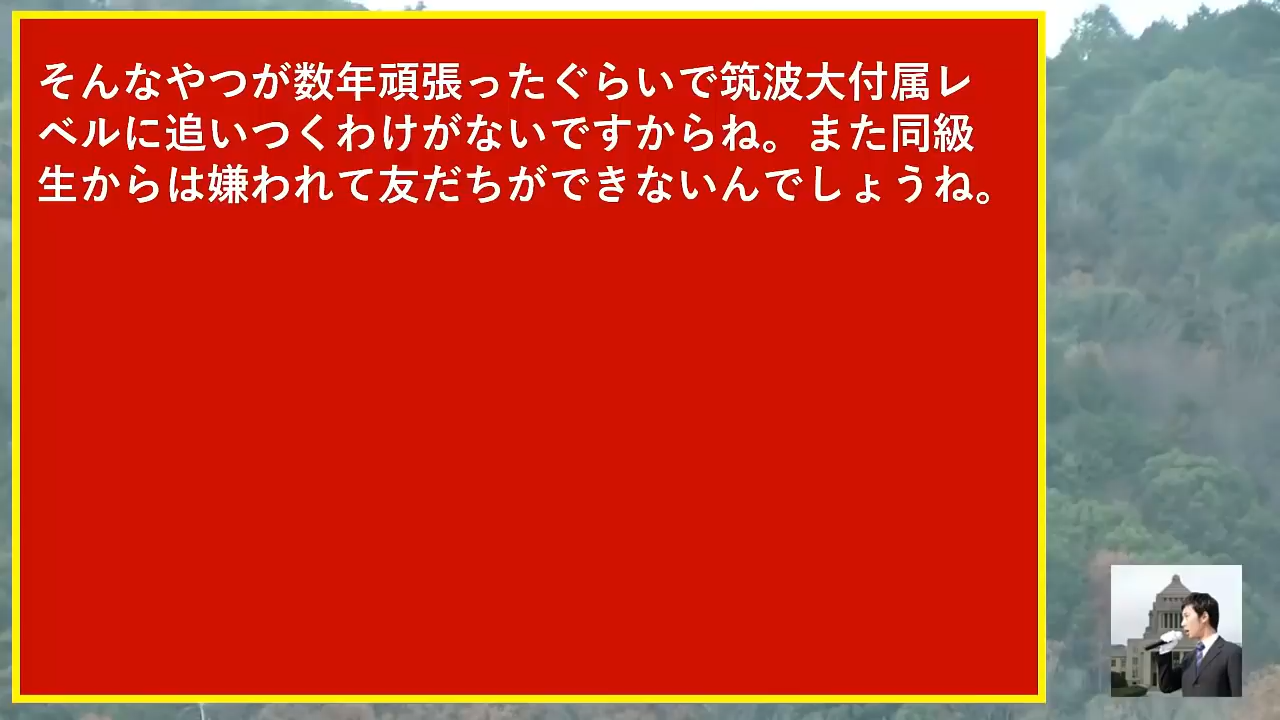 そんなやつが数年頑張ったぐらいで筑波大付属レ
ベルに追いつくわけがないですからね。また同級
生からは嫌われて友だちができないんでしょうね。